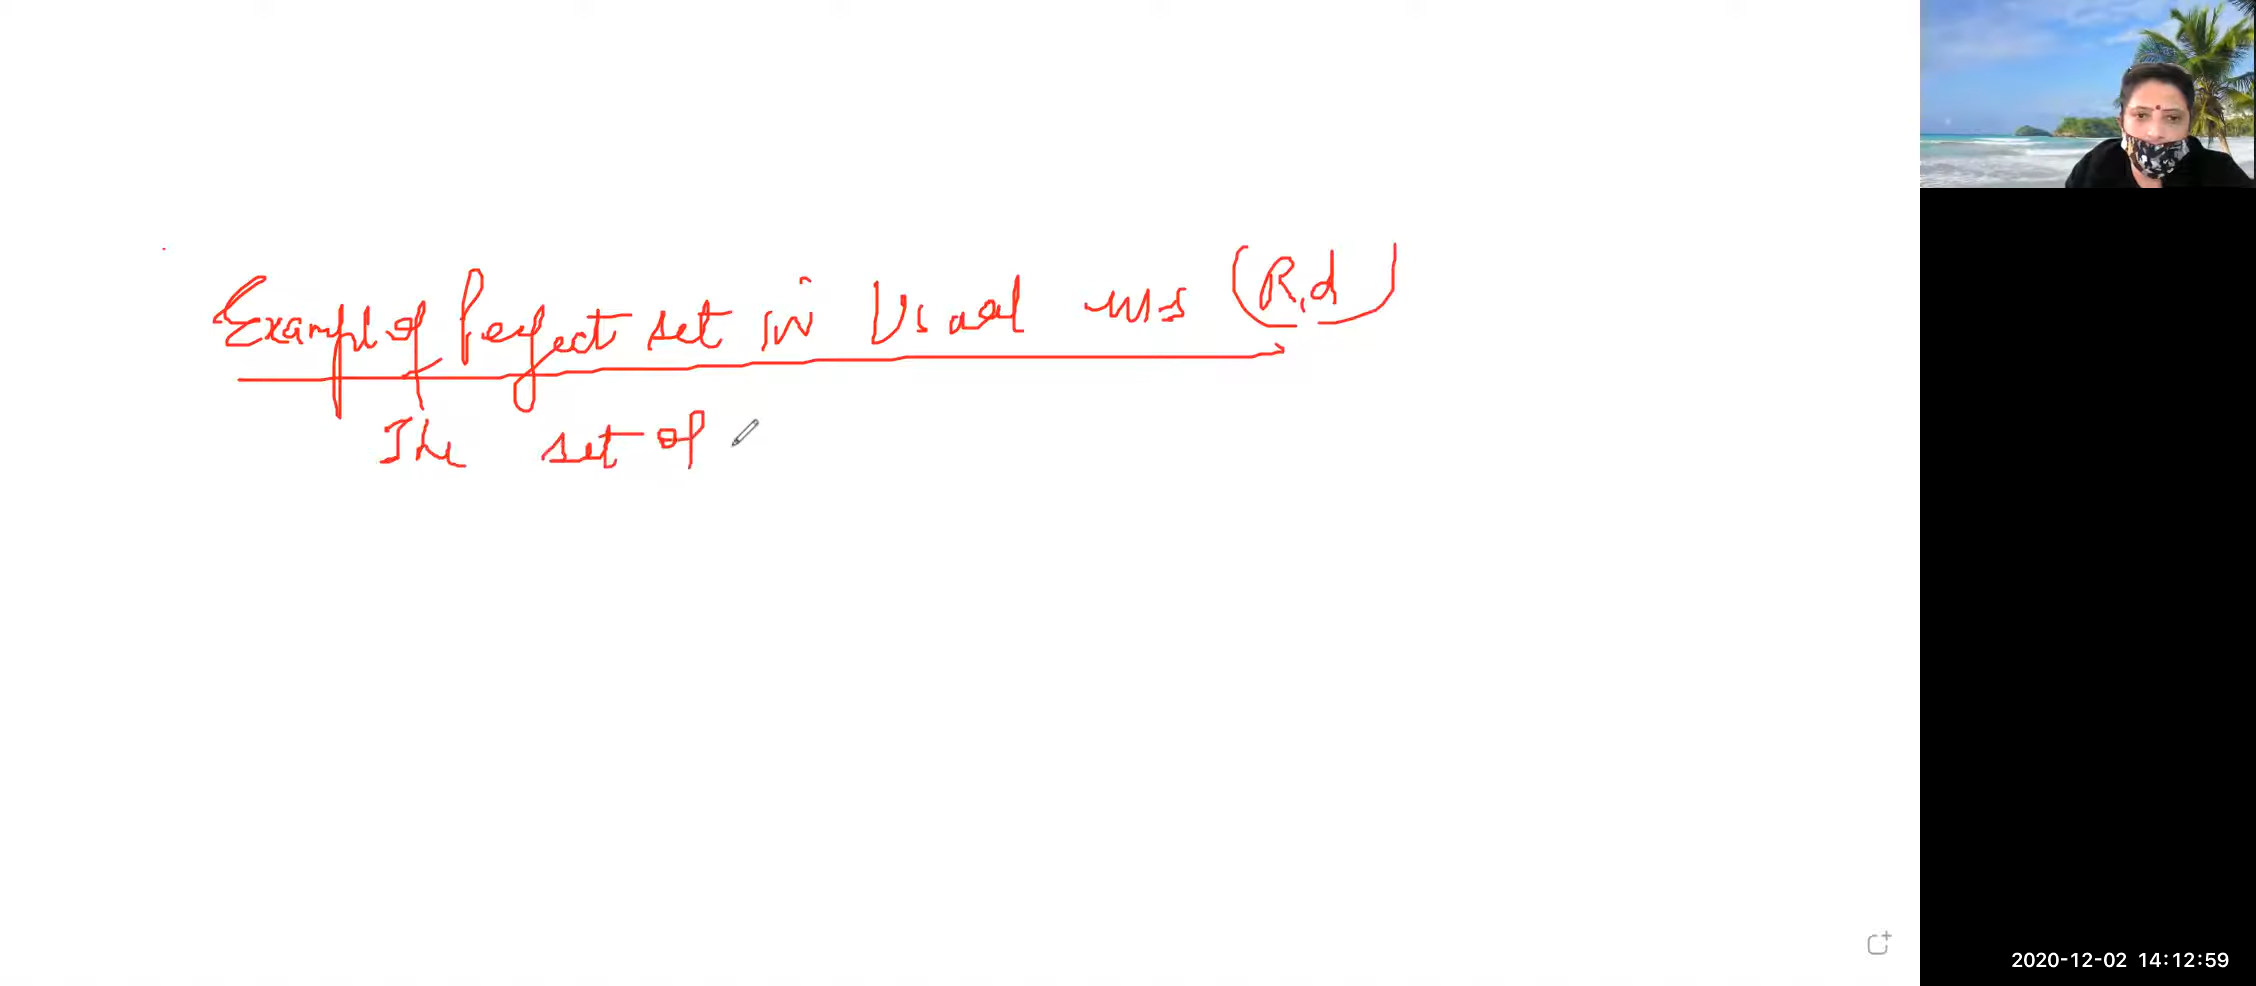 Example of Perfect set in Usual m.s (R,d)
The set of
2020-12-02 14:12:59